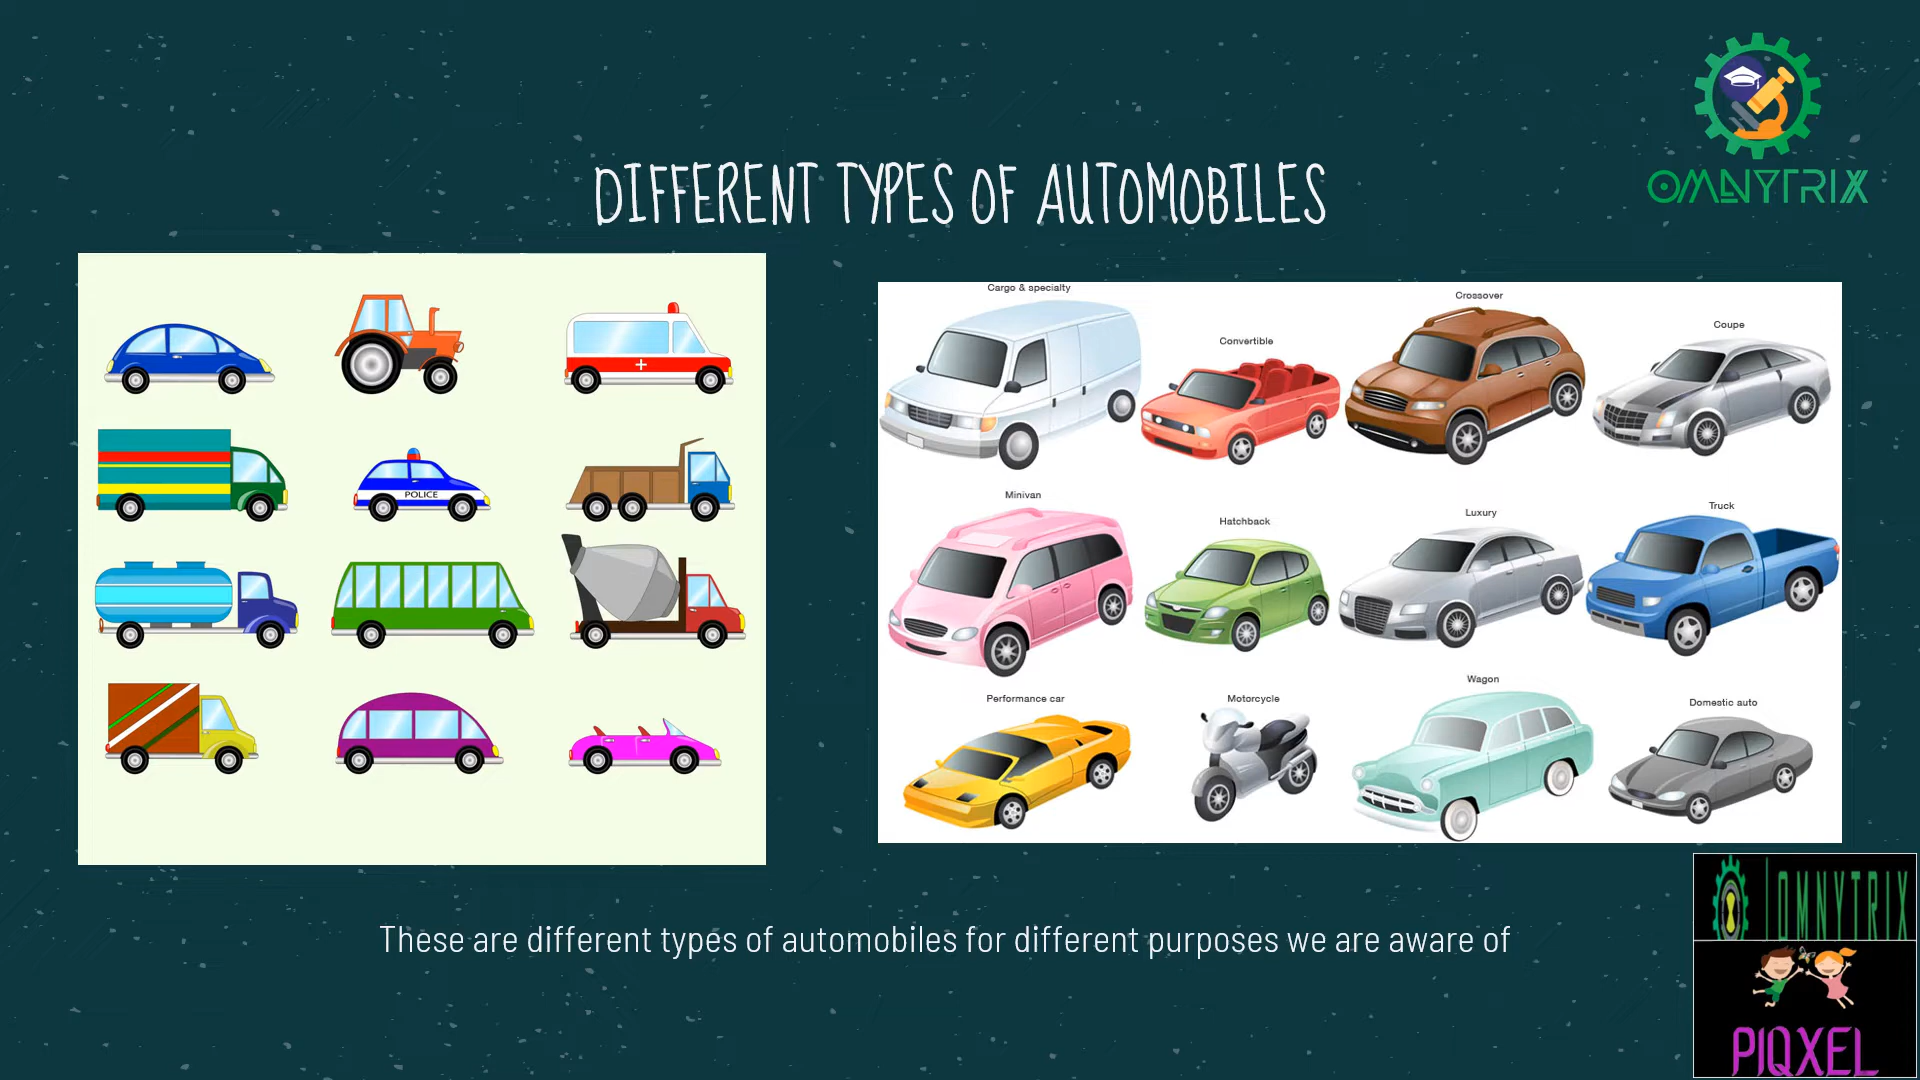 OMNYTRIX
DIFFERENT TYPES OF AUTOMOBILES
POLICE
Cargo & specialty
Convertible
Crossover
Coupe
Minivan
Hatchback
Luxury
Truck
Performance car
Motorcycle
Wagon
Domestic auto
These are different types of automobiles for different purposes we are aware of
OMNYTRIX
PIQXEL